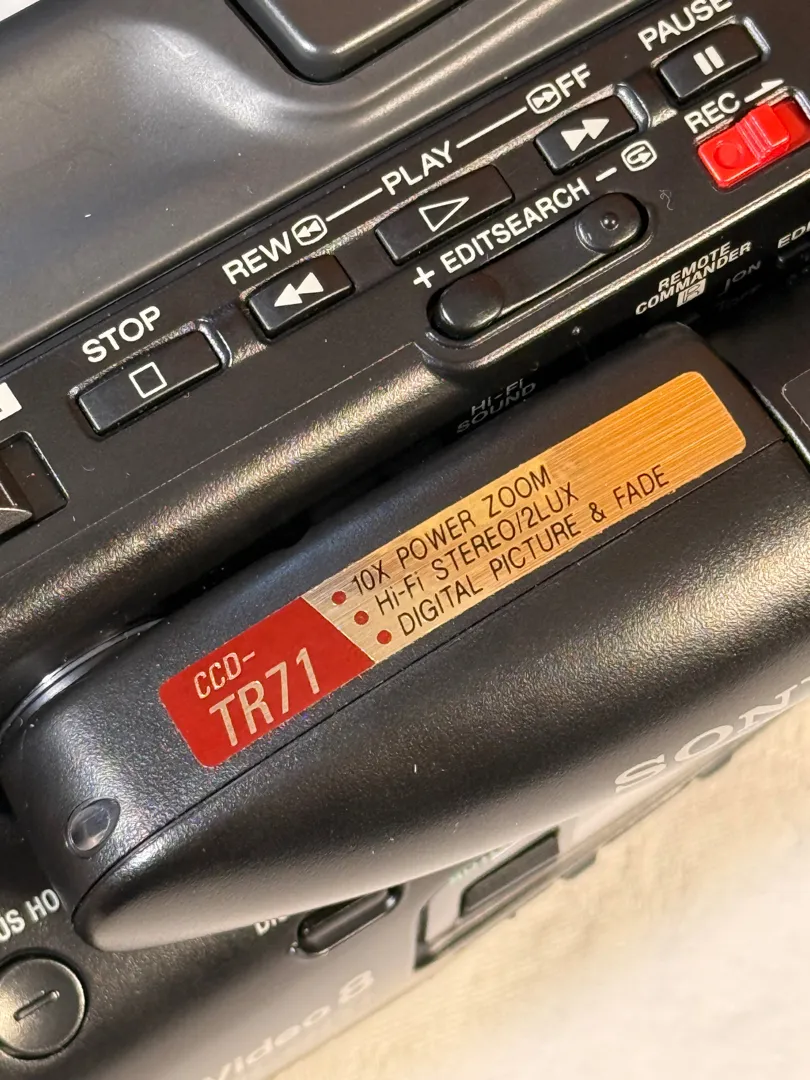 PAUSE
FF
REC
PLAY
REW
STOP
+ EDITSEARCH −
REMOTE
COMMANDER
Hi-Fi
SOUND
10X POWER ZOOM
Hi-Fi STEREO/2LUX
DIGITAL PICTURE & FADE
CCD-
TR71
SONY
Video 8